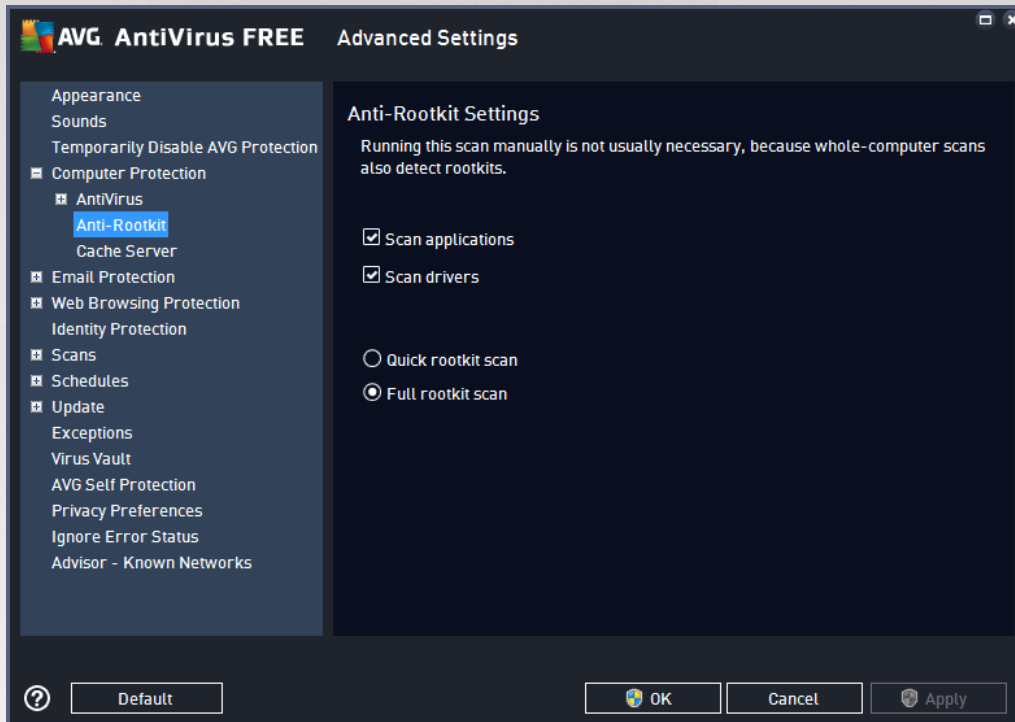 AVG AntiVirus FREE Advanced Settings
Appearance
Sounds
Temporarily Disable AVG Protection
Computer Protection
AntiVirus
Anti-Rootkit
Cache Server
Email Protection
Web Browsing Protection
Identity Protection
Scans
Schedules
Update
Exceptions
Virus Vault
AVG Self Protection
Privacy Preferences
Ignore Error Status
Advisor - Known Networks
Anti-Rootkit Settings
Running this scan manually is not usually necessary, because whole-computer scans
also detect rootkits.
Scan applications
Scan drivers
Quick rootkit scan
Full rootkit scan
? Default OK Cancel Apply